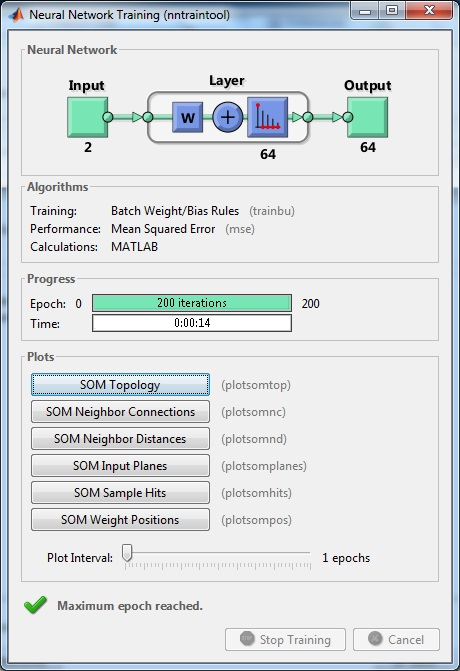 Neural Network Training (nntraintool)
Neural Network
Input
Layer
Output
W
+
2
64
64
Algorithms
Training: Batch Weight/Bias Rules (trainbu)
Performance: Mean Squared Error (mse)
Calculations: MATLAB
Progress
Epoch: 0 200 iterations 200
Time: 0:00:14
Plots
SOM Topology (plotsomtop)
SOM Neighbor Connections (plotsomnc)
SOM Neighbor Distances (plotsomnd)
SOM Input Planes (plotsomplanes)
SOM Sample Hits (plotsomhits)
SOM Weight Positions (plotsompos)
Plot Interval: 1 epochs
Maximum epoch reached.
Stop Training Cancel